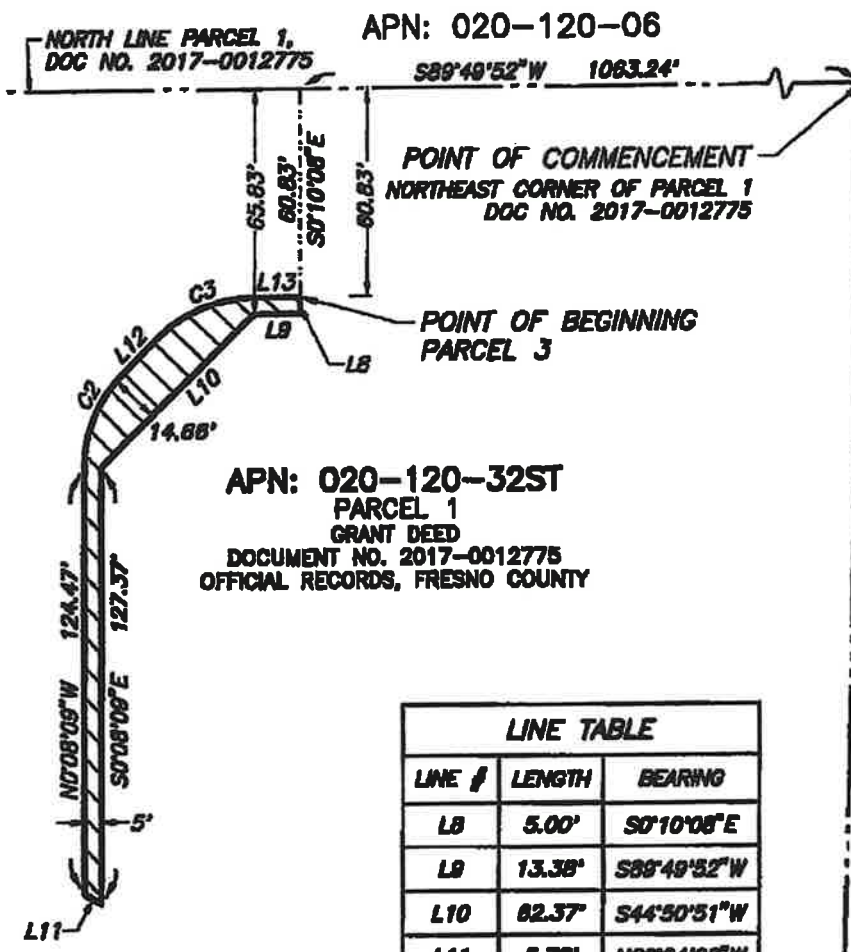 APN: 020-120-06
NORTH LINE PARCEL 1,
DOC NO. 2017-0012775
S89°49'52"W 1063.24'
POINT OF COMMENCEMENT
NORTHEAST CORNER OF PARCEL 1
DOC NO. 2017-0012775
65.83'
60.83'
S0°10'08"E
60.83'
C3
L13
POINT OF BEGINNING
PARCEL 3
L12
L9
L8
C2
L10
14.66'
APN: 020-120-32ST
PARCEL 1
GRANT DEED
DOCUMENT NO. 2017-0012775
OFFICIAL RECORDS, FRESNO COUNTY
124.47'
127.37'
N0°08'09"W
S0°08'09"E
5'
L11
LINE TABLE
LINE # LENGTH BEARING
L8 5.00' S0°10'08"E
L9 13.38' S89°49'52"W
L10 62.37' S44°50'51"W
L11